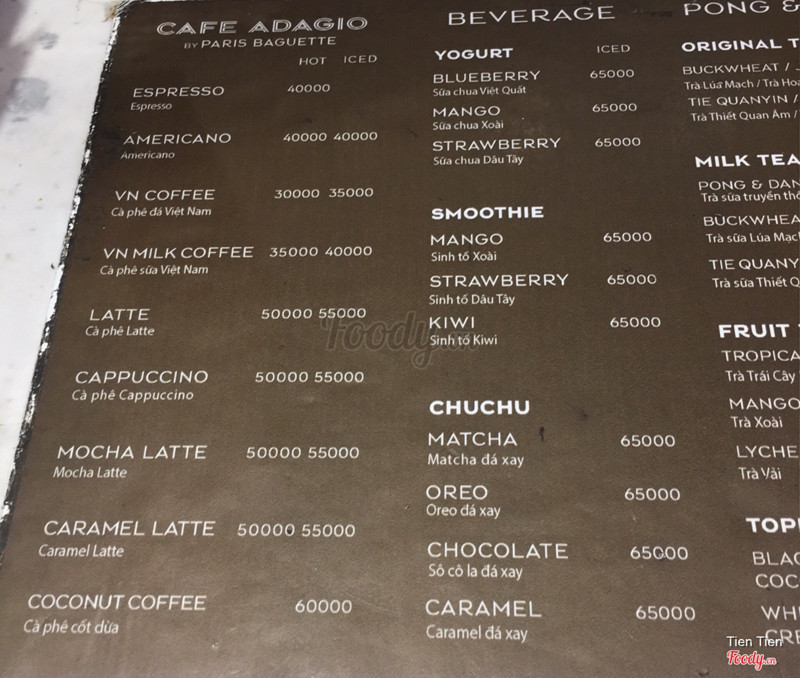 CAFE ADAGIO
BY PARIS BAGUETTE
HOT ICED
ESPRESSO 40000
Espresso
AMERICANO 40000 40000
Americano
VN COFFEE 30000 35000
Cà phê đá Việt Nam
VN MILK COFFEE 35000 40000
Cà phê sữa Việt Nam
LATTE 50000 55000
Cà phê Latte
CAPPUCCINO 50000 55000
Cà phê Cappuccino
MOCHA LATTE 50000 55000
Mocha Latte
CARAMEL LATTE 50000 55000
Caramel Latte
COCONUT COFFEE 60000
Cà phê cốt dừa
BEVERAGE
YOGURT ICED
BLUEBERRY 65000
Sữa chua Việt Quất
MANGO 65000
Sữa chua Xoài
STRAWBERRY 65000
Sữa chua Dâu Tây
SMOOTHIE
MANGO 65000
Sinh tố Xoài
STRAWBERRY 65000
Sinh tố Dâu Tây
KIWI 65000
Sinh tố Kiwi
CHUCHU
MATCHA 65000
Matcha đá xay
OREO 65000
Oreo đá xay
CHOCOLATE 65000
Sô cô la đá xay
CARAMEL 65000
Caramel đá xay
PONG &
ORIGINAL T
BUCKWHEAT /
Trà Lúa Mạch / Trà Hoa
TIE QUANYIN /
Trà Thiết Quan Âm /
MILK TEA
PONG & DAN
Trà sữa truyền thố
BUCKWHEA
Trà sữa Lúa Mạc
TIE QUANYIN
Trà sữa Thiết Q
FRUIT
TROPICA
Trà Trái Cây
MANGO
Trà Xoài
LYCHE
Trà Vải
TOPI
BLAC
COC
WH
CRE
Foody.vn
Tien Tien
Foody.vn